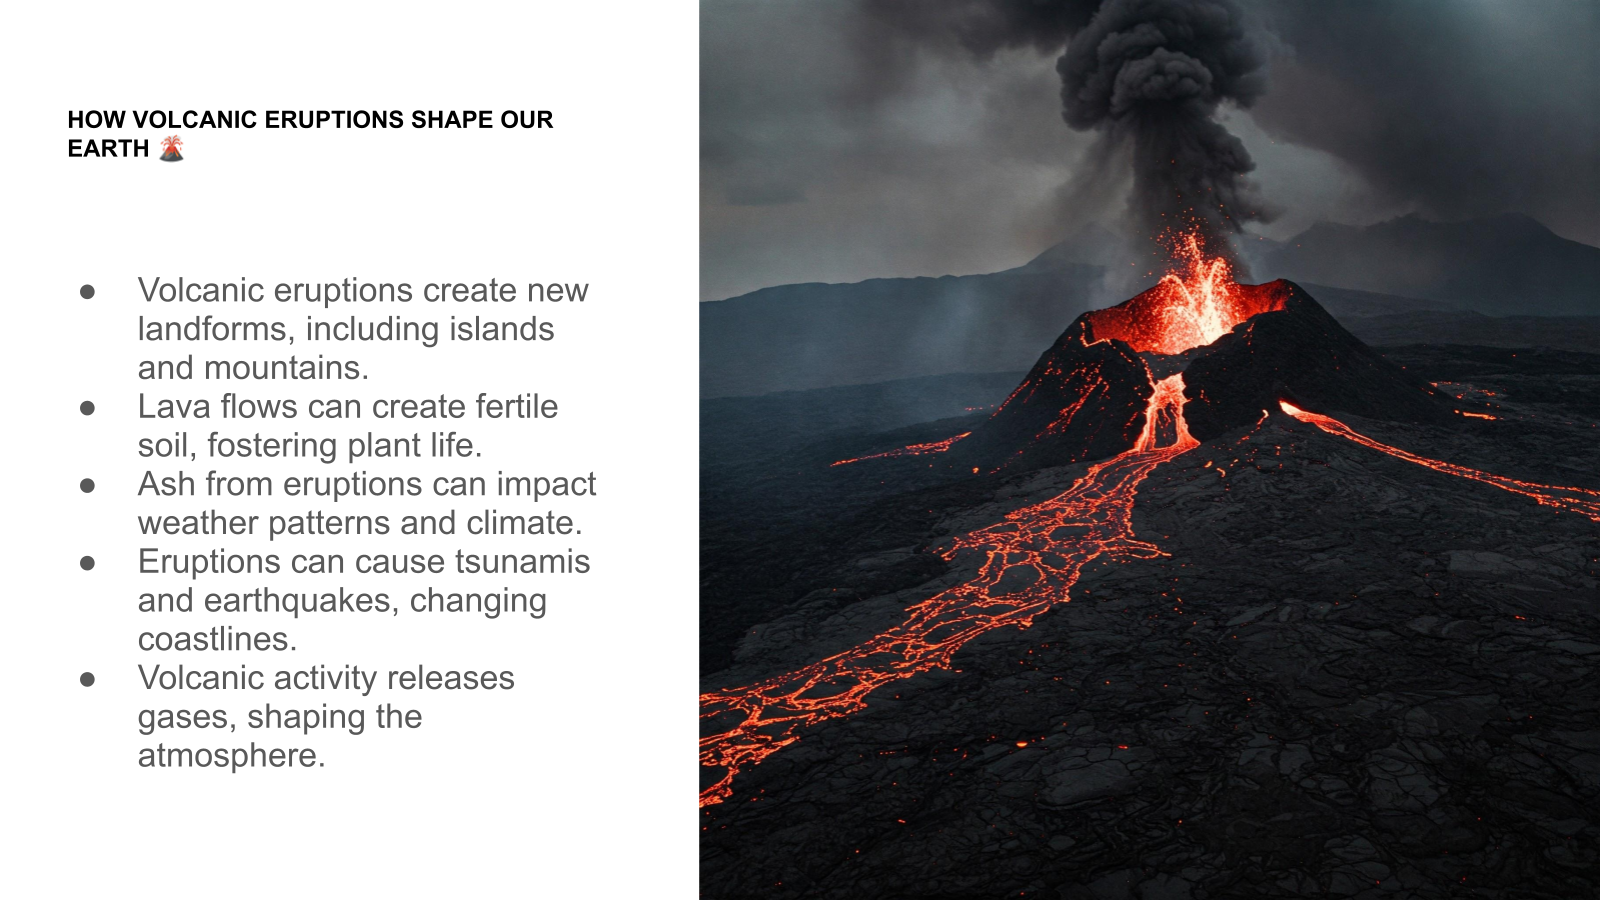 HOW VOLCANIC ERUPTIONS SHAPE OUR
EARTH 🌋
● Volcanic eruptions create new
landforms, including islands
and mountains.
● Lava flows can create fertile
soil, fostering plant life.
● Ash from eruptions can impact
weather patterns and climate.
● Eruptions can cause tsunamis
and earthquakes, changing
coastlines.
● Volcanic activity releases
gases, shaping the
atmosphere.